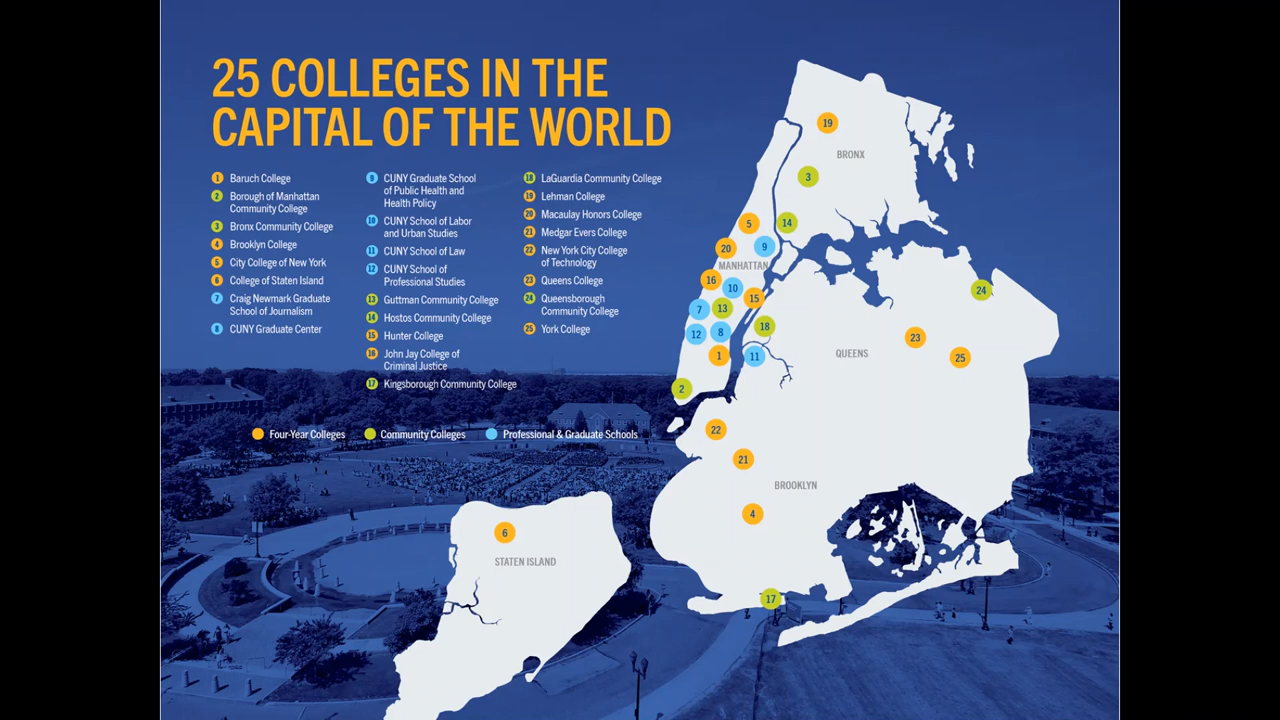 25 COLLEGES IN THE
CAPITAL OF THE WORLD
1 Baruch College
2 Borough of Manhattan
Community College
3 Bronx Community College
4 Brooklyn College
5 City College of New York
6 College of Staten Island
7 Craig Newmark Graduate
School of Journalism
8 CUNY Graduate Center
9 CUNY Graduate School
of Public Health and
Health Policy
10 CUNY School of Labor
and Urban Studies
11 CUNY School of Law
12 CUNY School of
Professional Studies
13 Guttman Community College
14 Hostos Community College
15 Hunter College
16 John Jay College of
Criminal Justice
17 Kingsborough Community College
18 LaGuardia Community College
19 Lehman College
20 Macaulay Honors College
21 Medgar Evers College
22 New York City College
of Technology
23 Queens College
24 Queensborough
Community College
25 York College
Four-Year Colleges
Community Colleges
Professional & Graduate Schools
19
BRONX
3
5
14
20
9
MANHATTAN
16
10
15
24
7
13
12
8
18
23
1
11
QUEENS
25
2
22
21
BROOKLYN
4
6
STATEN ISLAND
17